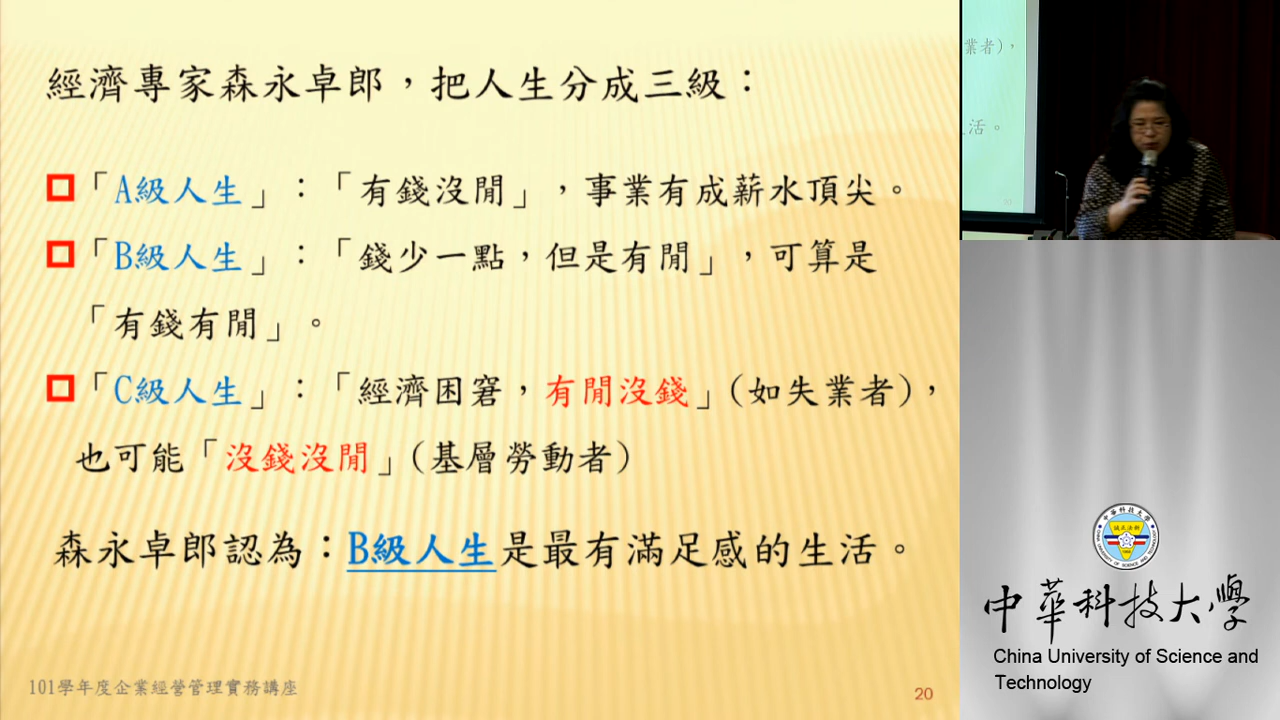 經濟專家森永卓郎，把人生分成三級：
「A級人生」：「有錢沒閒」，事業有成薪水頂尖。
「B級人生」：「錢少一點，但是有閒」，可算是
「有錢有閒」。
「C級人生」：「經濟困窘，有閒沒錢」(如失業者)，
也可能「沒錢沒閒」(基層勞動者)
森永卓郎認為：B級人生是最有滿足感的生活。
101學年度企業經營管理實務講座
20
業者)，
活。
中華科技大學
China University of Science and
Technology